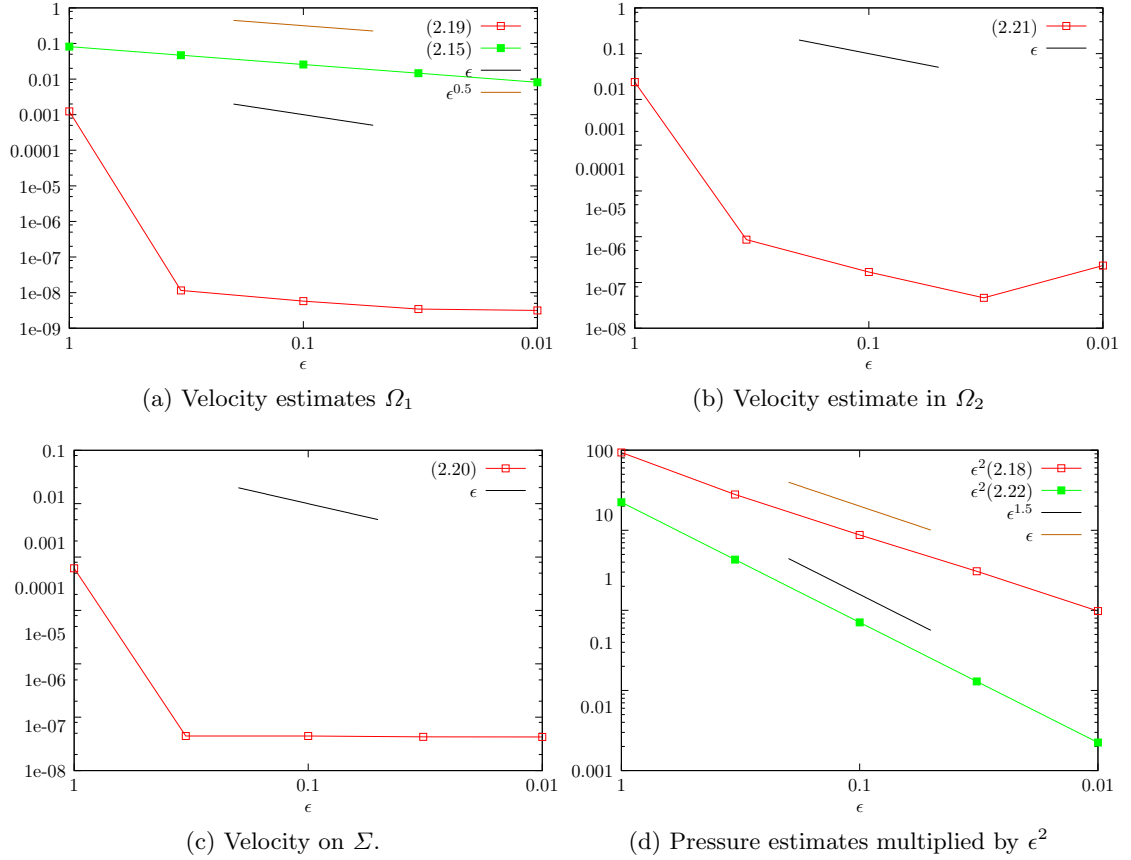 1
0.1
0.01
0.001
0.0001
1e-05
1e-06
1e-07
1e-08
1e-09
1 0.1 0.01
ϵ
(2.19)
(2.15)
ϵ
ϵ^0.5
(a) Velocity estimates Ω₁
1
0.1
0.01
0.001
0.0001
1e-05
1e-06
1e-07
1e-08
1 0.1 0.01
ϵ
(2.21)
ϵ
(b) Velocity estimate in Ω₂
0.1
0.01
0.001
0.0001
1e-05
1e-06
1e-07
1e-08
1 0.1 0.01
ϵ
(2.20)
ϵ
(c) Velocity on Σ.
100
10
1
0.1
0.01
0.001
1 0.1 0.01
ϵ
ϵ²(2.18)
ϵ²(2.22)
ϵ^1.5
ϵ
(d) Pressure estimates multiplied by ϵ²